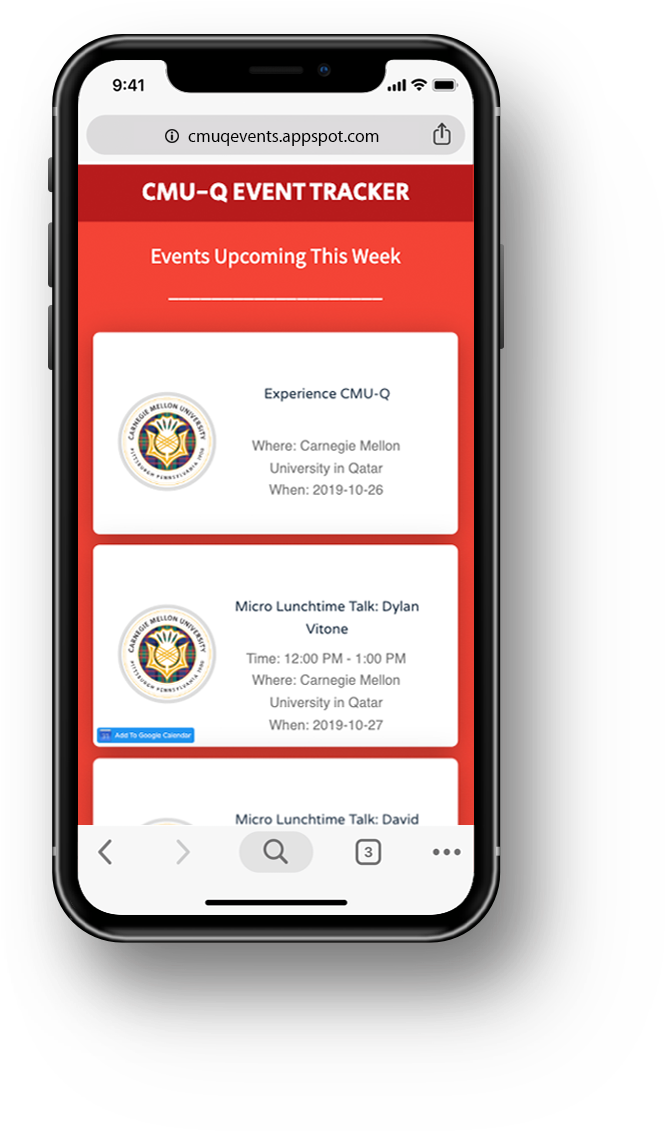 9:41
cmuqevents.appspot.com
CMU-Q EVENT TRACKER
Events Upcoming This Week
CARNEGIE MELLON UNIVERSITY
PITTSBURGH PENNSYLVANIA 1900
Experience CMU-Q
Where: Carnegie Mellon
University in Qatar
When: 2019-10-26
CARNEGIE MELLON UNIVERSITY
PITTSBURGH PENNSYLVANIA 1900
Micro Lunchtime Talk: Dylan
Vitone
Time: 12:00 PM - 1:00 PM
Where: Carnegie Mellon
University in Qatar
When: 2019-10-27
Add To Google Calendar
Micro Lunchtime Talk: David
3